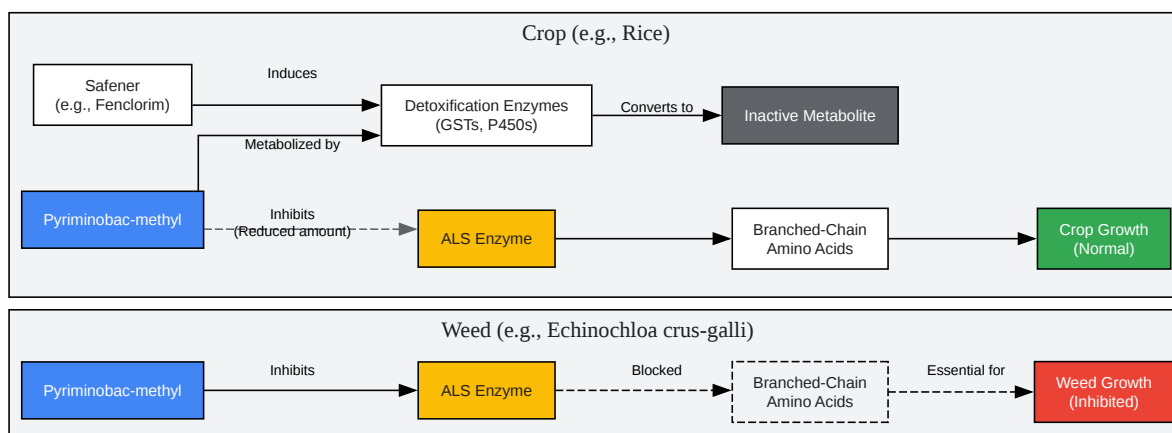 Crop (e.g., Rice)
Safener
(e.g., Fenclorim)
Induces
Detoxification Enzymes
(GSTs, P450s)
Converts to
Inactive Metabolite
Metabolized by
Pyriminobac-methyl
Inhibits
(Reduced amount)
ALS Enzyme
Branched-Chain
Amino Acids
Crop Growth
(Normal)
Weed (e.g., Echinochloa crus-galli)
Pyriminobac-methyl
Inhibits
ALS Enzyme
Blocked
Branched-Chain
Amino Acids
Essential for
Weed Growth
(Inhibited)